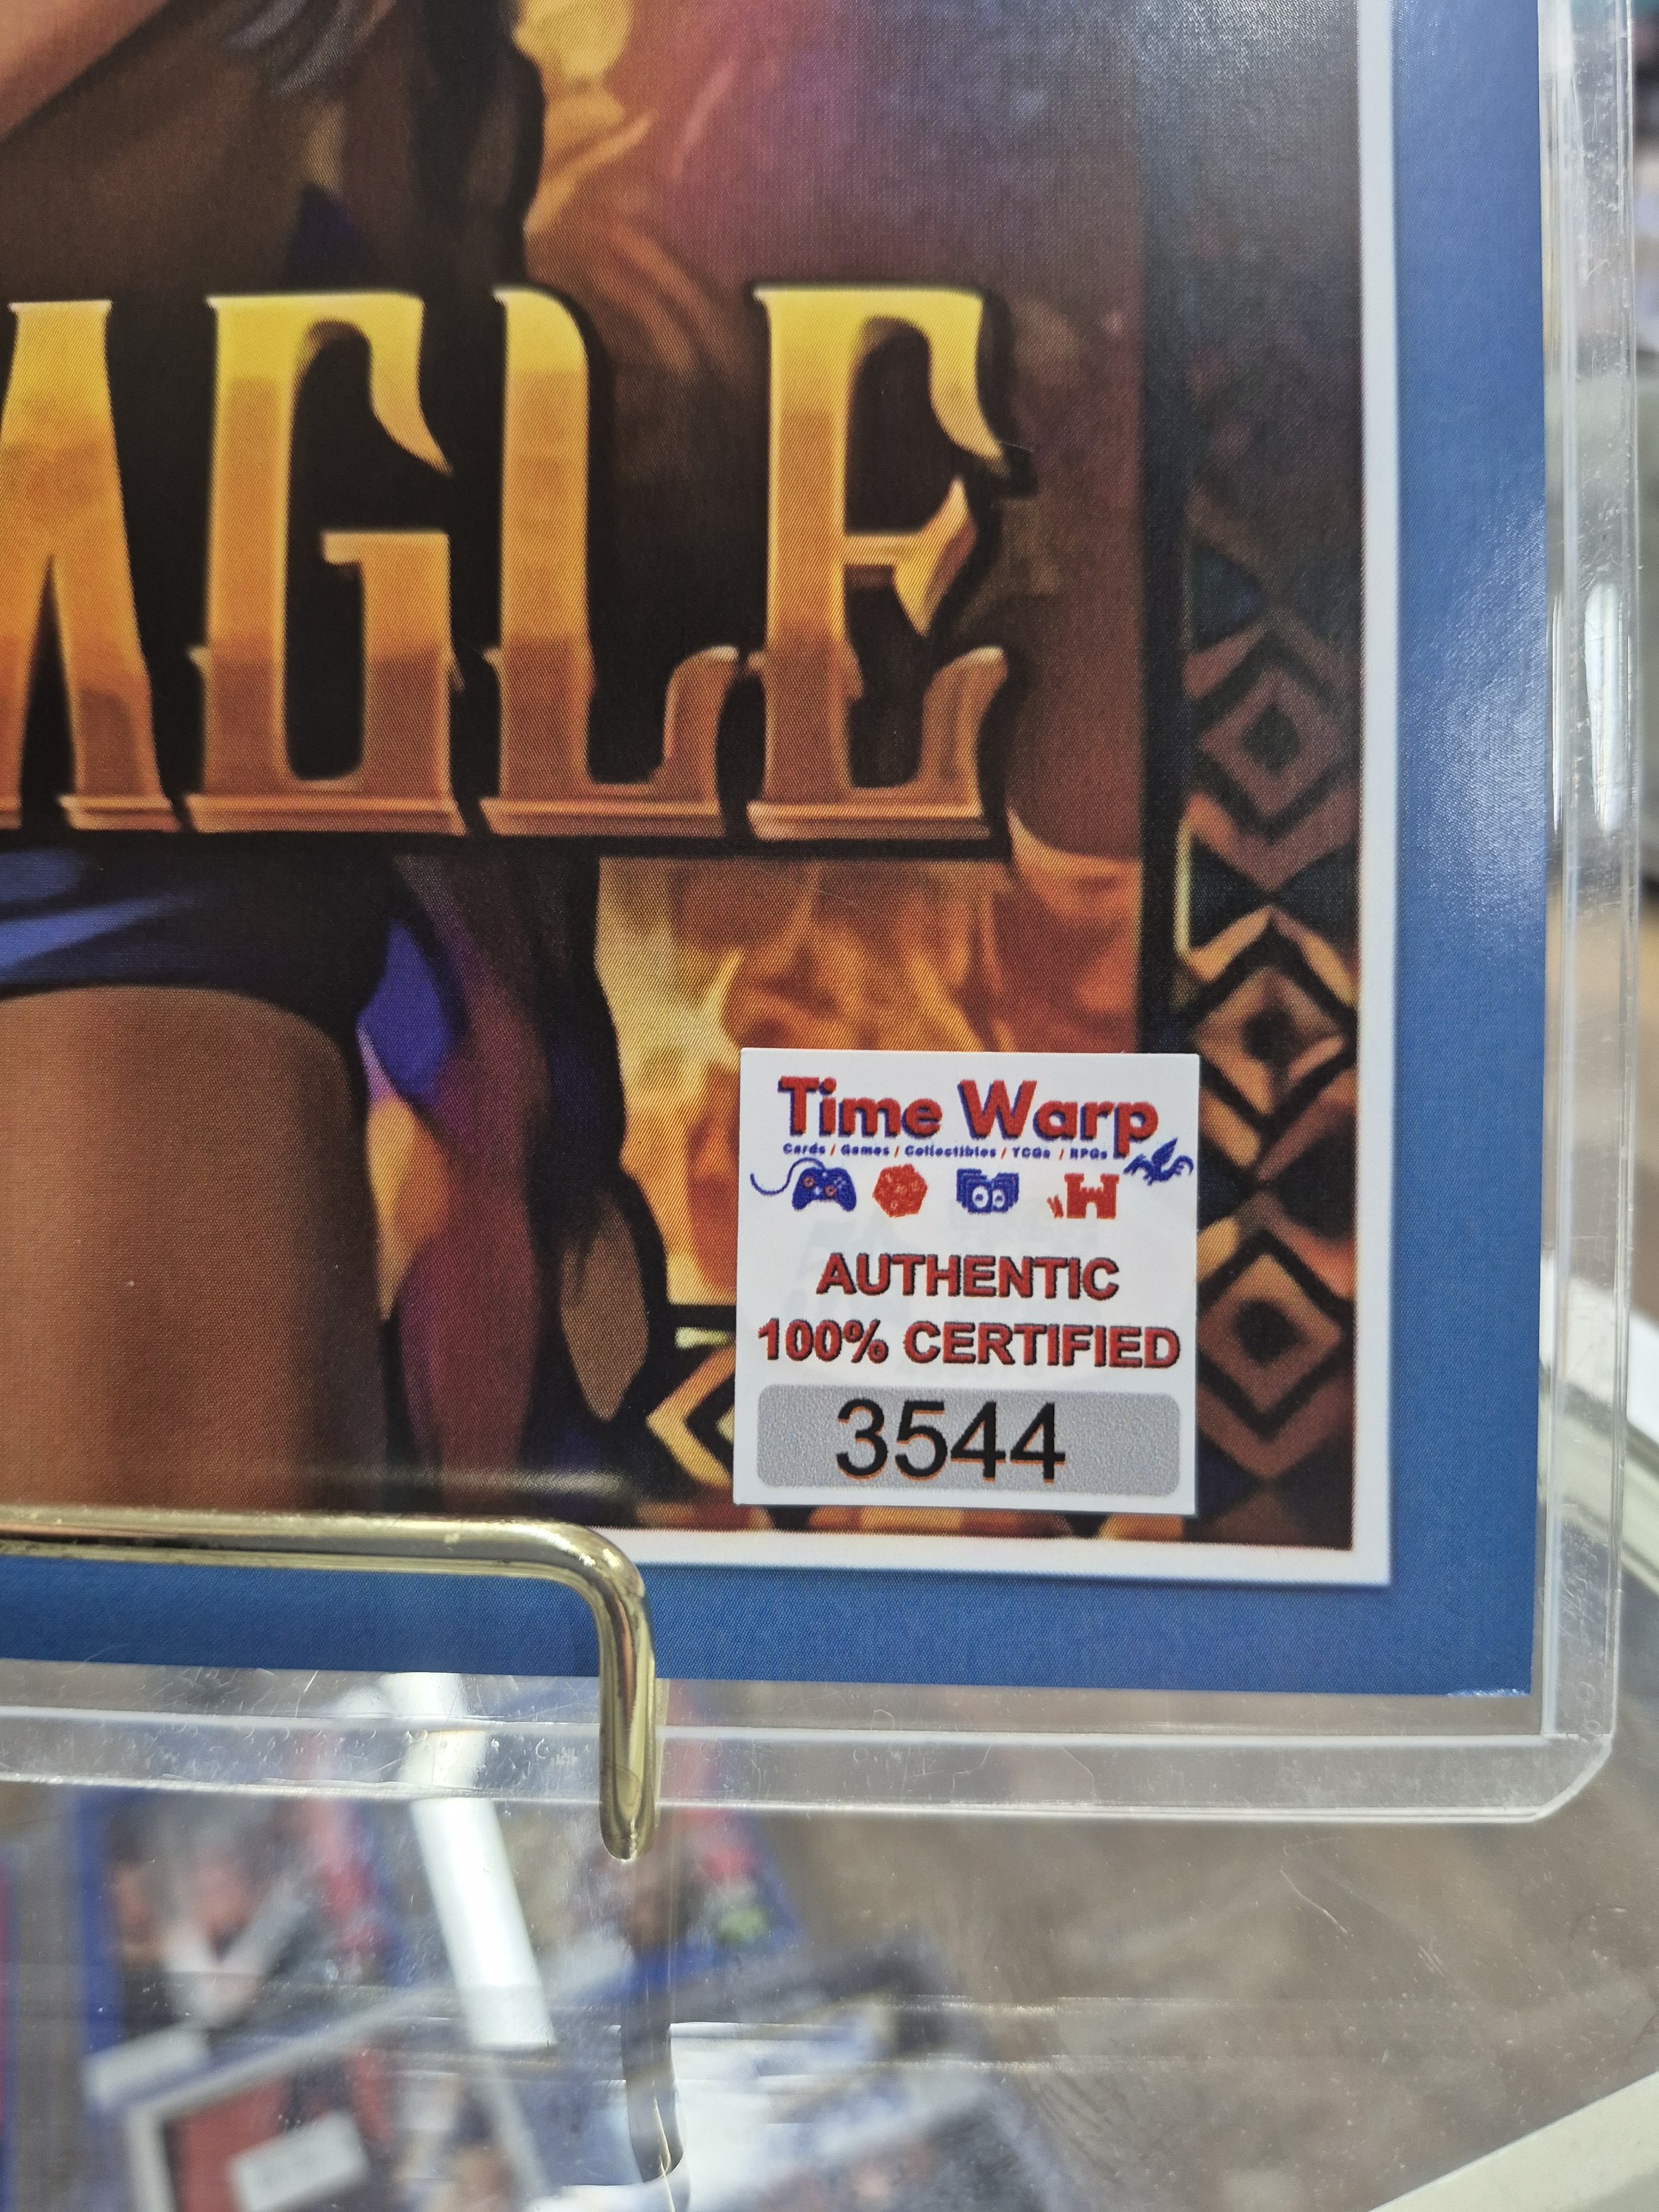 AGLE
Time Warp
Cards / Games / Collectibles / TCGs / RPGs
AUTHENTIC
100% CERTIFIED
3544